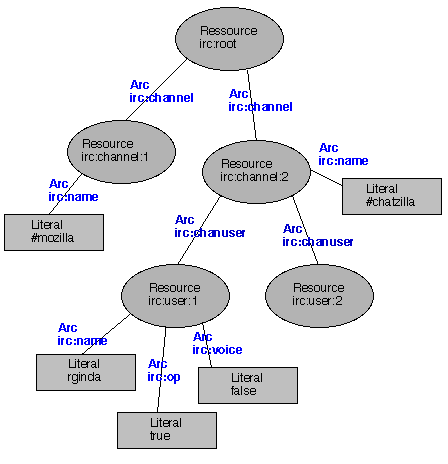 Ressource
irc:root
Arc
irc:channel
Arc
irc:channel
Resource
irc:channel:1
Resource
irc:channel:2
Arc
irc:name
Arc
irc:name
Literal
#mozilla
Literal
#chatzilla
Arc
irc:chanuser
Arc
irc:chanuser
Resource
irc:user:1
Resource
irc:user:2
Arc
irc:name
Arc
irc:op
Arc
irc:voice
Literal
rginda
Literal
false
Literal
true